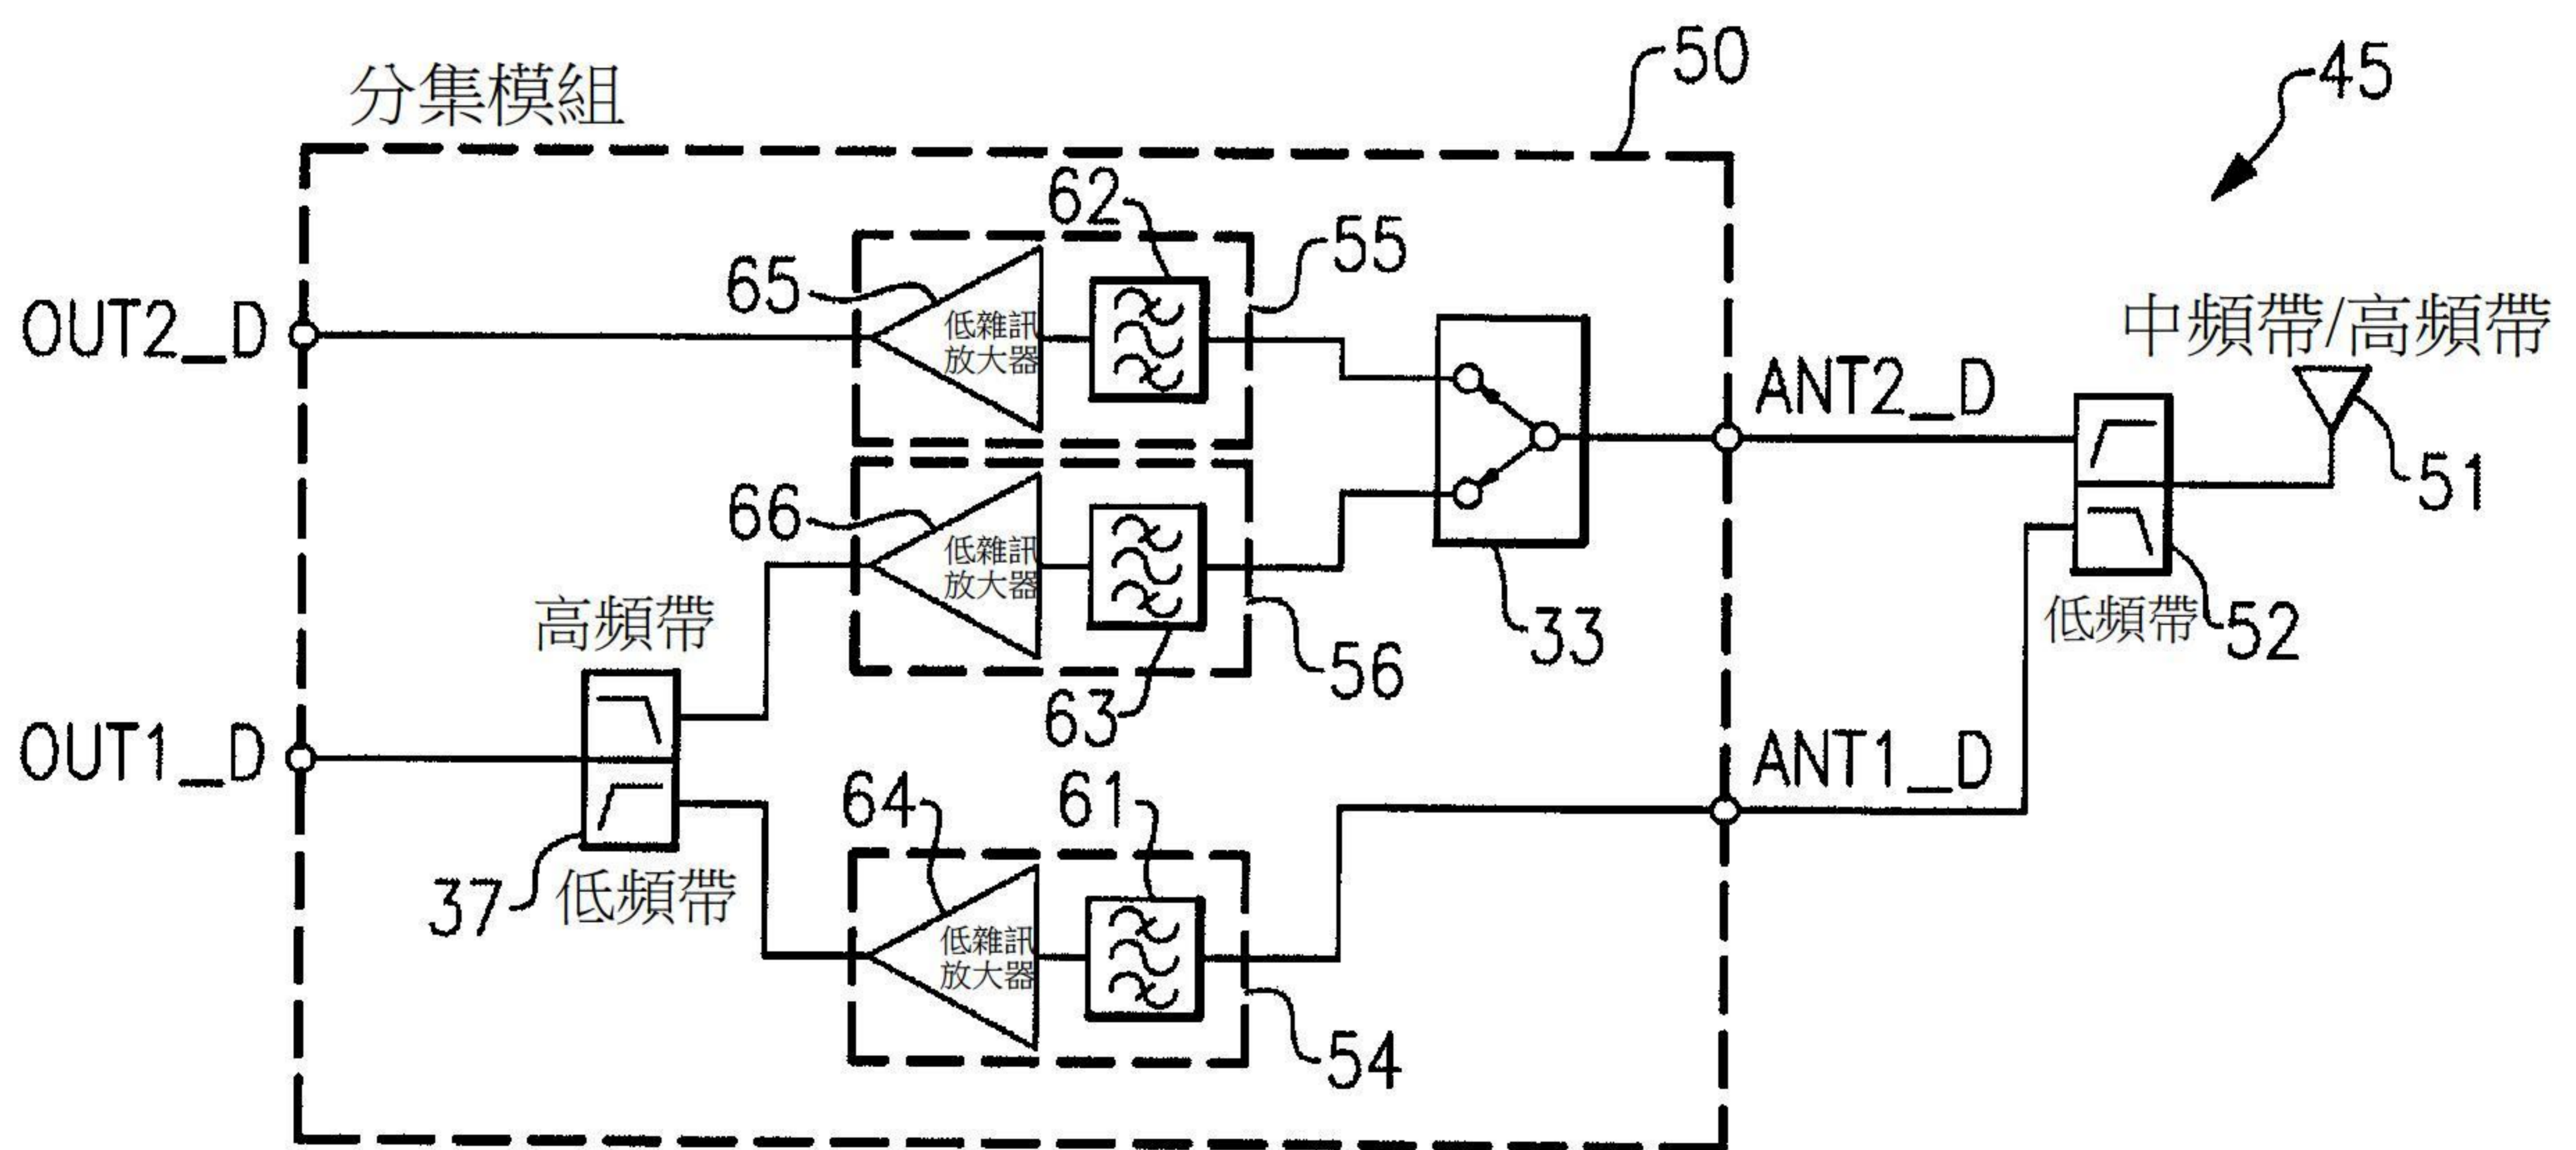 50
45
分集模組
62
55
65
低雜訊
放大器
OUT2_D
中頻帶/高頻帶
ANT2_D
51
66
低雜訊
放大器
高頻帶
33
低頻帶
52
56
63
OUT1_D
ANT1_D
64
61
37
低頻帶
低雜訊
放大器
54